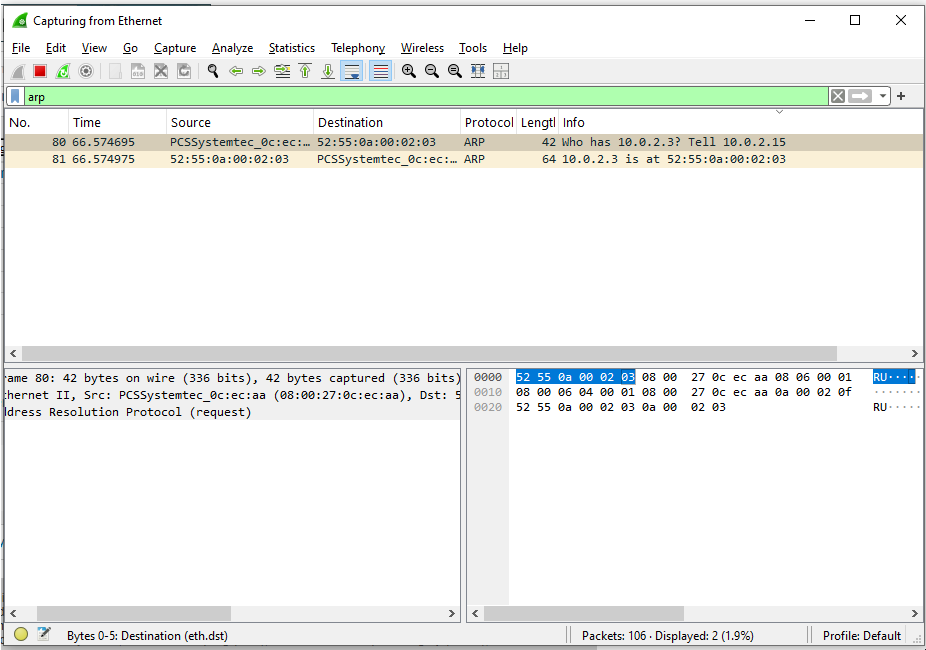 Capturing from Ethernet
File Edit View Go Capture Analyze Statistics Telephony Wireless Tools Help
arp
No. Time Source Destination Protocol Lengtl Info
80 66.574695 PCSSystemtec_0c:ec:… 52:55:0a:00:02:03 ARP 42 Who has 10.0.2.3? Tell 10.0.2.15
81 66.574975 52:55:0a:00:02:03 PCSSystemtec_0c:ec:… ARP 64 10.0.2.3 is at 52:55:0a:00:02:03
ame 80: 42 bytes on wire (336 bits), 42 bytes captured (336 bits)
hernet II, Src: PCSSystemtec_0c:ec:aa (08:00:27:0c:ec:aa), Dst: 5
ddress Resolution Protocol (request)
0000 52 55 0a 00 02 03 08 00 27 0c ec aa 08 06 00 01 RU·····
0010 08 00 06 04 00 01 08 00 27 0c ec aa 0a 00 02 0f ·······
0020 52 55 0a 00 02 03 0a 00 02 03 RU·····
Bytes 0-5: Destination (eth.dst)
Packets: 106 · Displayed: 2 (1.9%)
Profile: Default